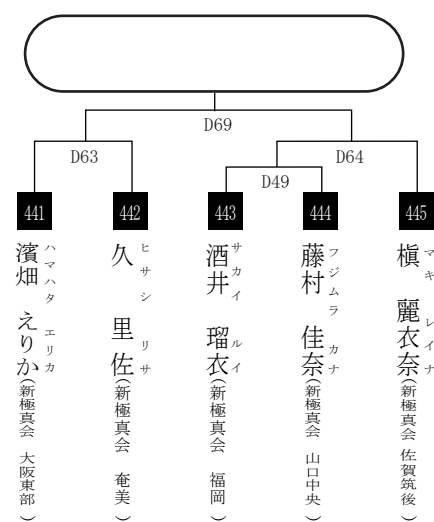 D69
D63
D64
D49
441
442
443
444
445
濱畑 えりか(新極真会 大阪東部)
ハマハタ エリカ
久 里佐(新極真会 奄美)
ヒサシ リサ
酒井 瑠衣(新極真会 福岡)
サカイ ルイ
藤村 佳奈(新極真会 山口中央)
フジムラ カナ
槇 麗衣奈(新極真会 佐賀筑後)
マキ レイナ